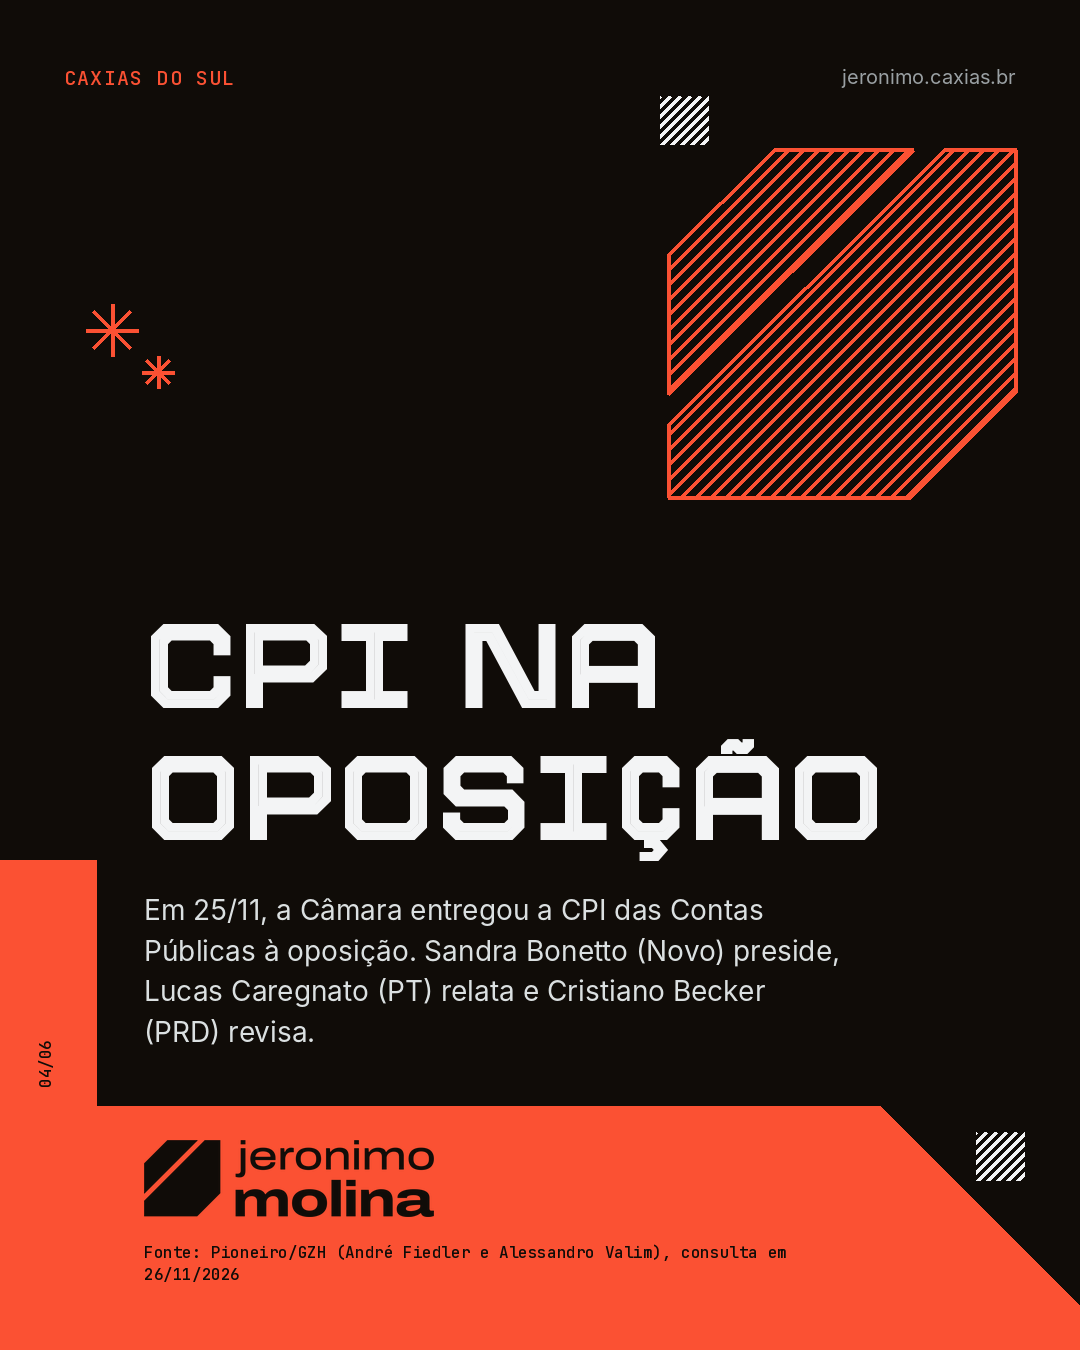 CAXIAS DO SUL
jeronimo.caxias.br
CPI NA
OPOSIÇÃO
Em 25/11, a Câmara entregou a CPI das Contas
Públicas à oposição. Sandra Bonetto (Novo) preside,
Lucas Caregnato (PT) relata e Cristiano Becker
(PRD) revisa.
04/06
jeronimo
molina
Fonte: Pioneiro/GZH (André Fiedler e Alessandro Valim), consulta em
26/11/2026